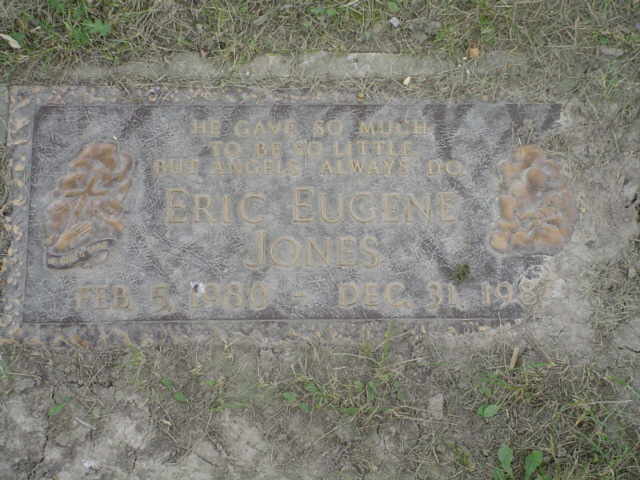 HE GAVE SO MUCH
TO BE SO LITTLE
BUT ANGELS ALWAYS DO.
ERIC EUGENE
JONES
FEB. 5, 1980 - DEC. 31,